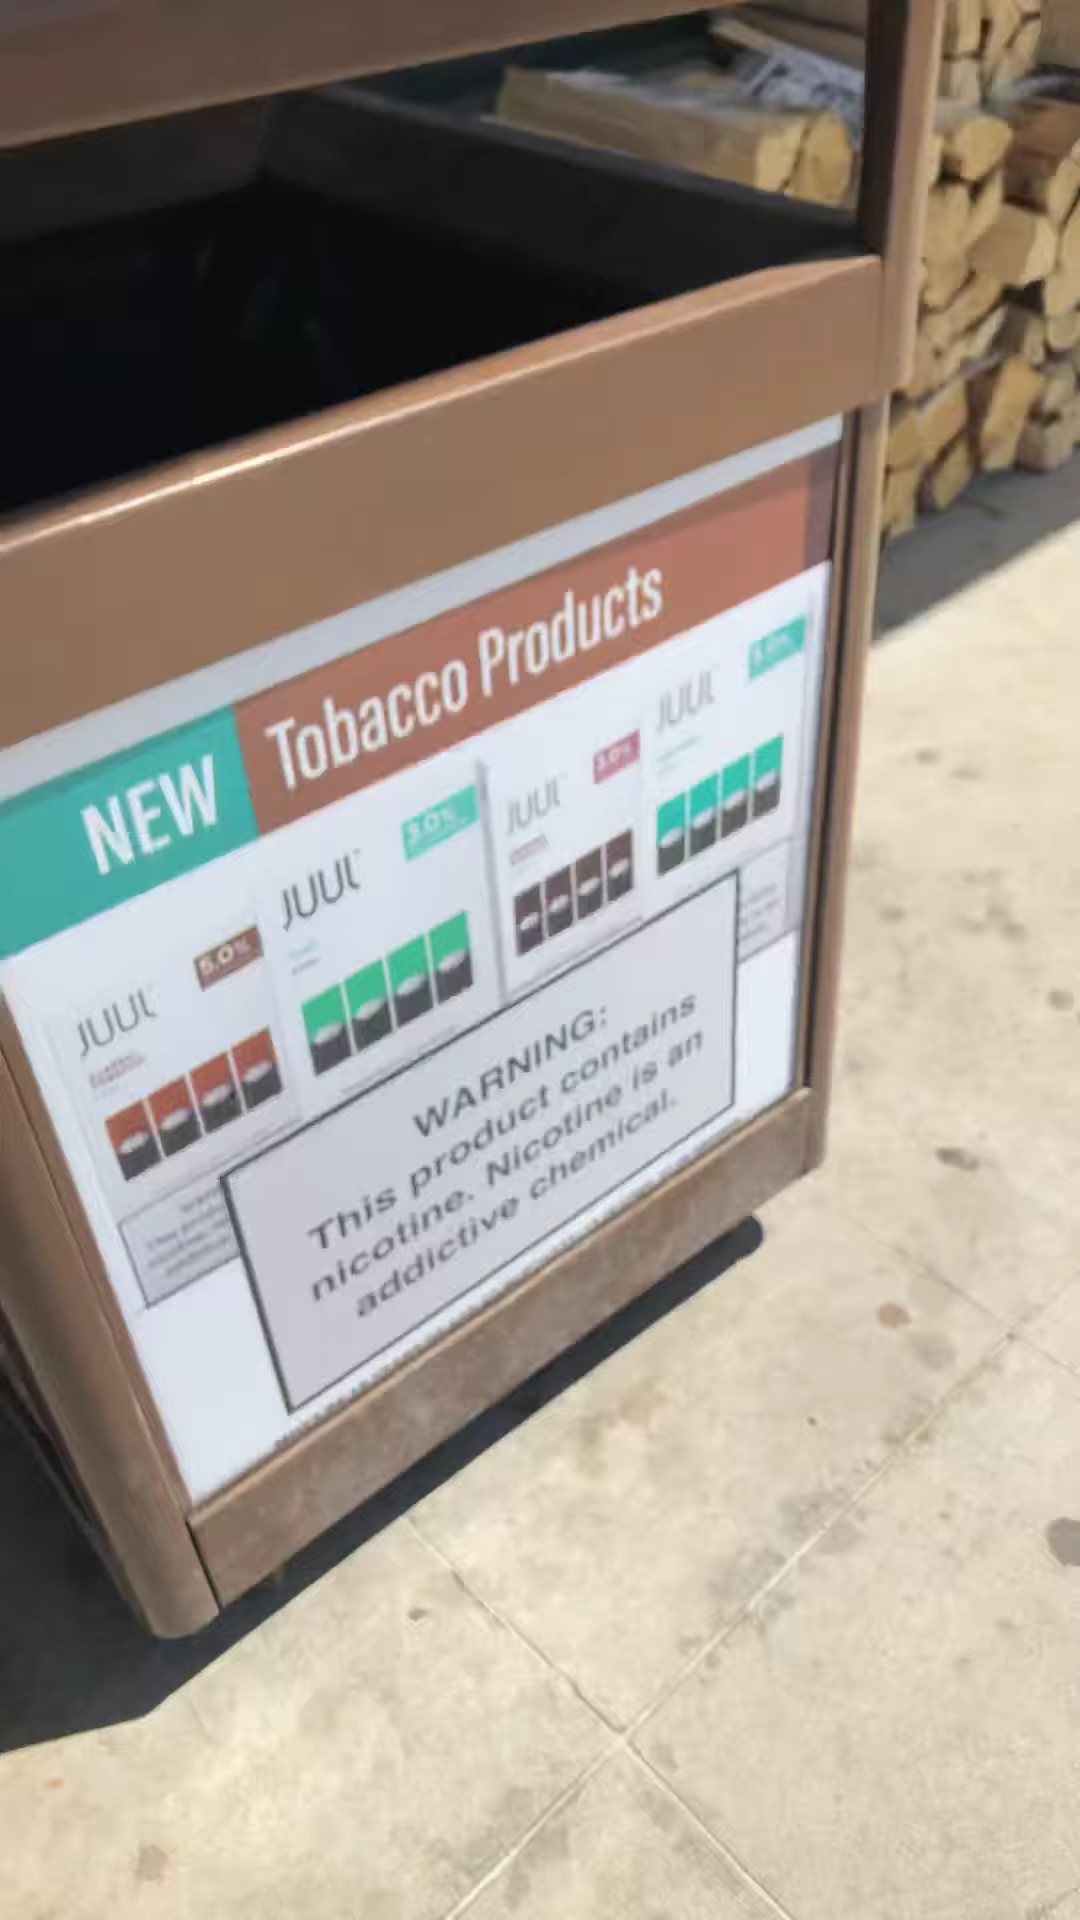 NEW Tobacco Products
JUUL
5.0%
JUUL
3.0%
JUUL
3.0%
JUUL
WARNING:
This product contains
nicotine. Nicotine is an
addictive chemical.